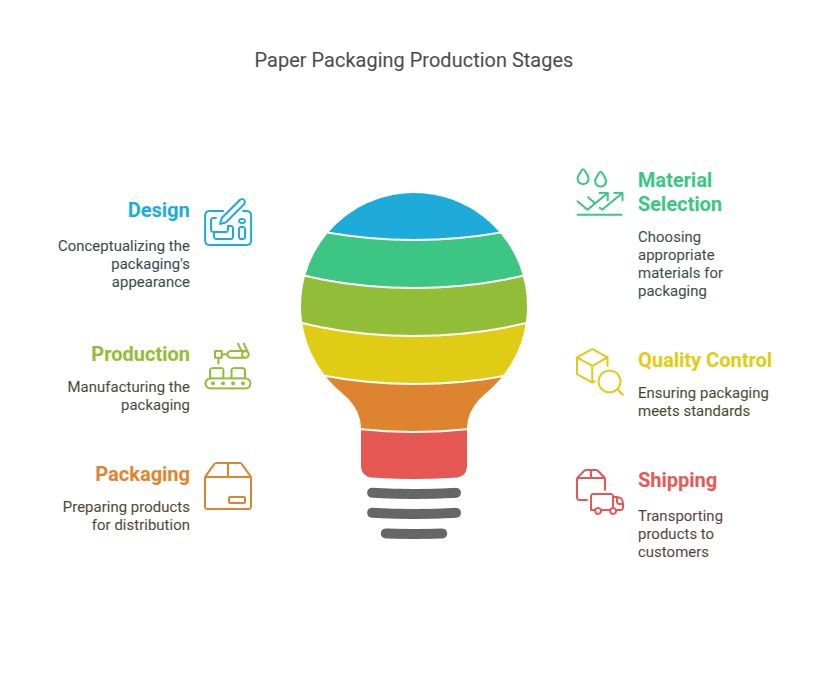 Paper Packaging Production Stages
Design
Conceptualizing the
packaging's
appearance
Material
Selection
Choosing
appropriate
materials for
packaging
Production
Manufacturing the
packaging
Quality Control
Ensuring packaging
meets standards
Packaging
Preparing products
for distribution
Shipping
Transporting
products to
customers